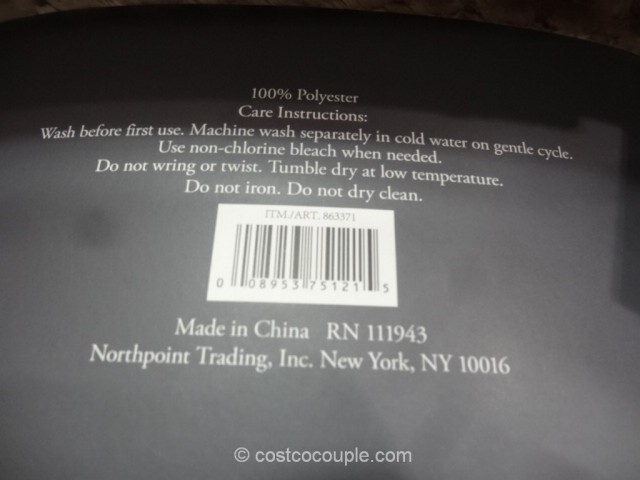 100% Polyester
Care Instructions:
Wash before first use. Machine wash separately in cold water on gentle cycle.
Use non-chlorine bleach when needed.
Do not wring or twist. Tumble dry at low temperature.
Do not iron. Do not dry clean.
ITM./ART. 863371
0 08953 75121 5
Made in China RN 111943
Northpoint Trading, Inc. New York, NY 10016
© costcocouple.com